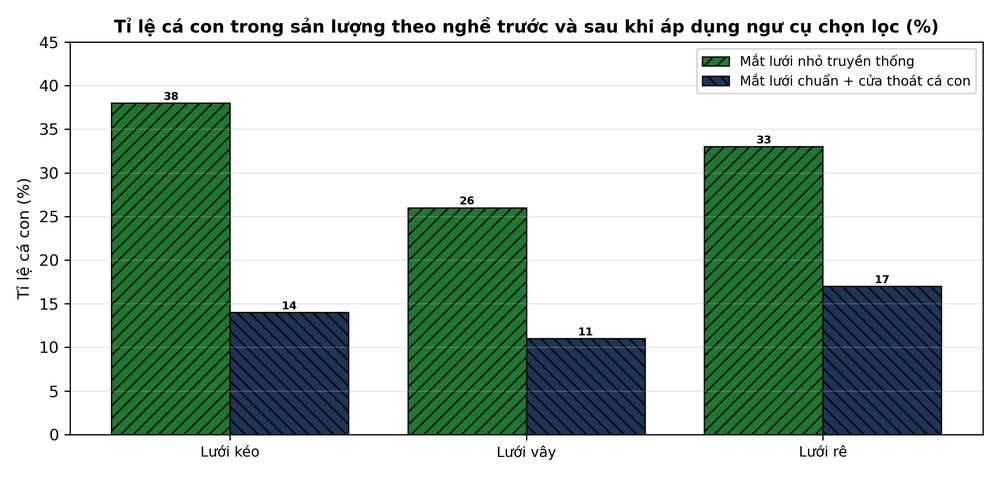 Tỉ lệ cá con trong sản lượng theo nghề trước và sau khi áp dụng ngư cụ chọn lọc (%)
Mắt lưới nhỏ truyền thống
Mắt lưới chuẩn + cửa thoát cá con
Tỉ lệ cá con (%)
45
40
35
30
25
20
15
10
5
0
38
14
26
11
33
17
Lưới kéo
Lưới vây
Lưới rê